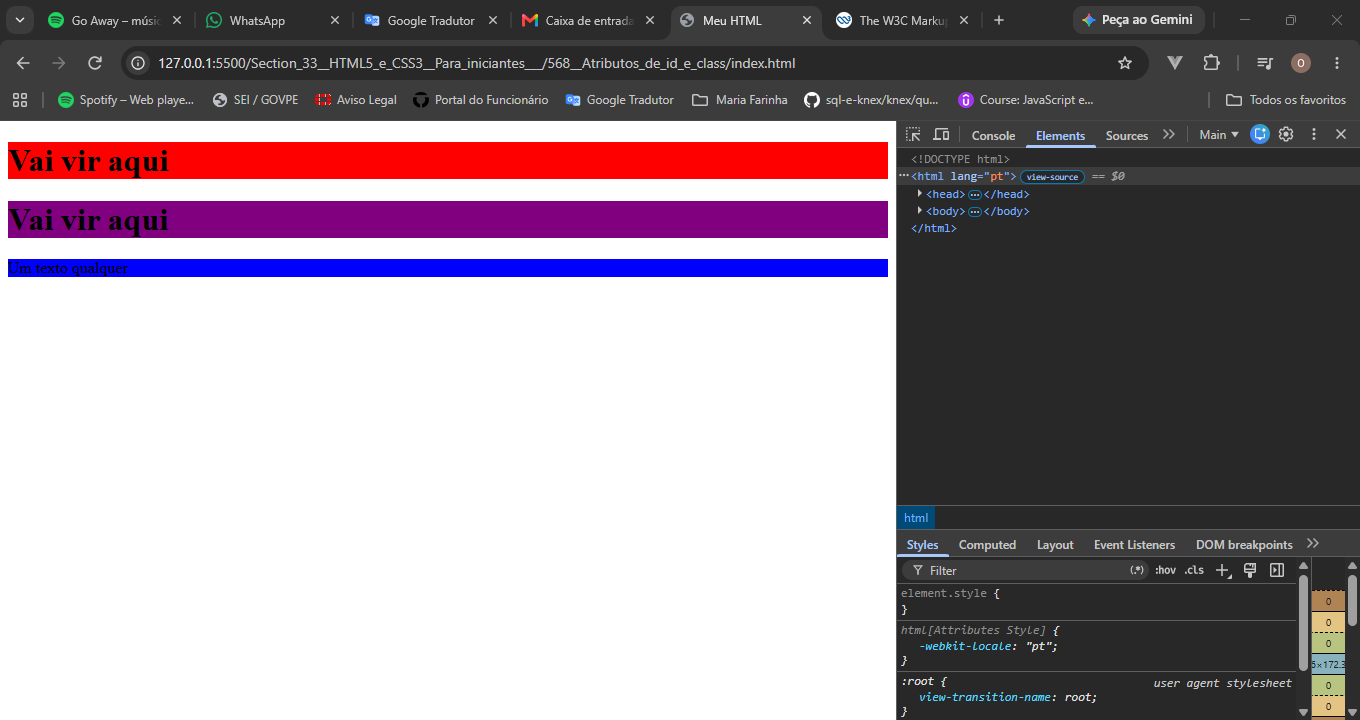 Go Away – músic
WhatsApp
Google Tradutor
Caixa de entrada
Meu HTML
The W3C Marku
Peça ao Gemini
127.0.0.1:5500/Section_33__HTML5_e_CSS3__Para_iniciantes___/568__Atributos_de_id_e_class/index.html
O
Spotify – Web playe...
SEI / GOVPE
Aviso Legal
Portal do Funcionário
Google Tradutor
Maria Farinha
sql-e-knex/knex/qu...
Course: JavaScript e...
Todos os favoritos
Vai vir aqui
Vai vir aqui
Um texto qualquer
Console
Elements
Sources
Main
<!DOCTYPE html>
<html lang="pt"> view-source == $0
<head> </head>
<body> </body>
</html>
html
Styles
Computed
Layout
Event Listeners
DOM breakpoints
Filter
(.*)
:hov
.cls
element.style {
}
html[Attributes Style] {
-webkit-locale: "pt";
}
:root {
user agent stylesheet
view-transition-name: root;
}
0
0
0
172.3
0
0